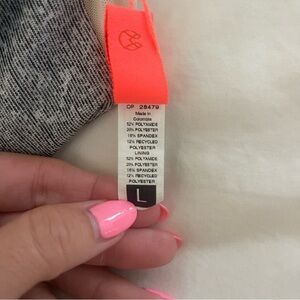 OP 28479
Made in
Colombia
52% POLYAMIDE
20% POLYESTER
16% SPANDEX
12% RECYCLED
POLYESTER
LINING
52% POLYAMIDE
20% POLYESTER
16% SPANDEX
12% RECYCLED
POLYESTER
L